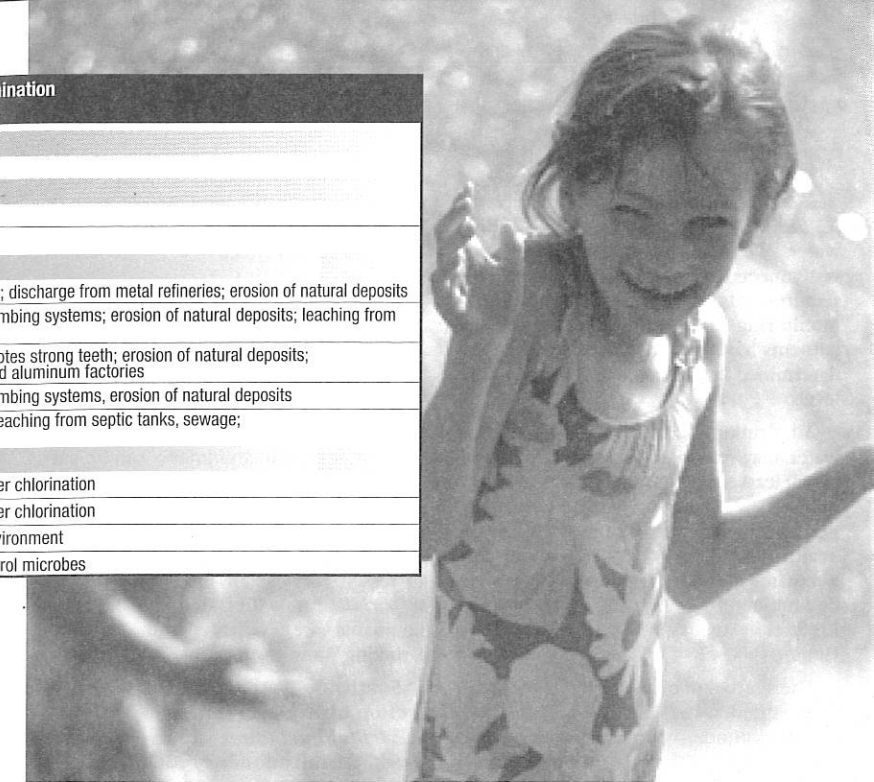 ination
; discharge from metal refineries; erosion of natural deposits
mbing systems; erosion of natural deposits; leaching from
otes strong teeth; erosion of natural deposits;
d aluminum factories
mbing systems, erosion of natural deposits
eaching from septic tanks, sewage;
er chlorination
er chlorination
vironment
rol microbes